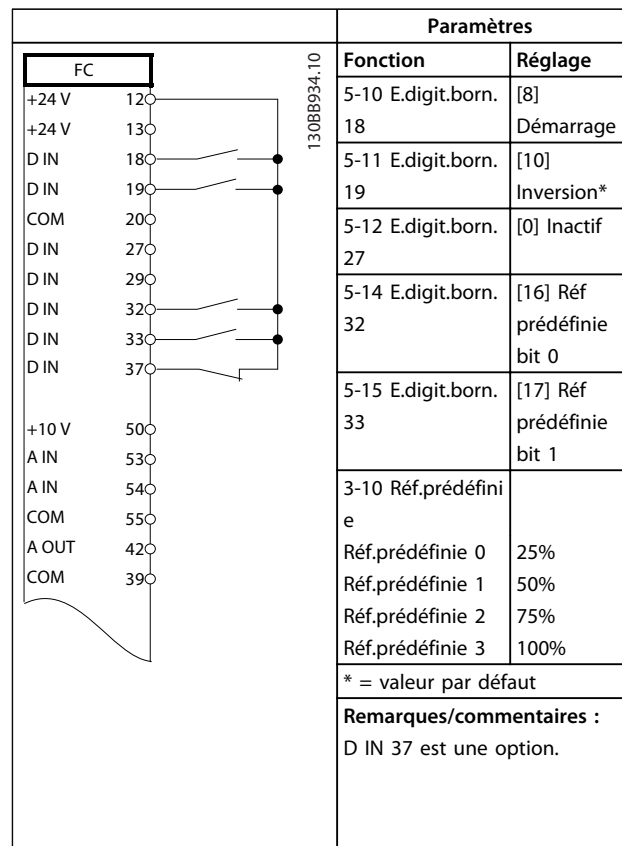 Paramètres
FC
130BB934.10
Fonction Réglage
+24 V 12
+24 V 13
D IN 18
D IN 19
COM 20
D IN 27
D IN 29
D IN 32
D IN 33
D IN 37
+10 V 50
A IN 53
A IN 54
COM 55
A OUT 42
COM 39
5-10 E.digit.born. [8]
18 Démarrage
5-11 E.digit.born. [10]
19 Inversion*
5-12 E.digit.born. [0] Inactif
27
5-14 E.digit.born. [16] Réf
32 prédéfinie
bit 0
5-15 E.digit.born. [17] Réf
33 prédéfinie
bit 1
3-10 Réf.prédéfini
e
Réf.prédéfinie 0 25%
Réf.prédéfinie 1 50%
Réf.prédéfinie 2 75%
Réf.prédéfinie 3 100%
* = valeur par défaut
Remarques/commentaires :
D IN 37 est une option.